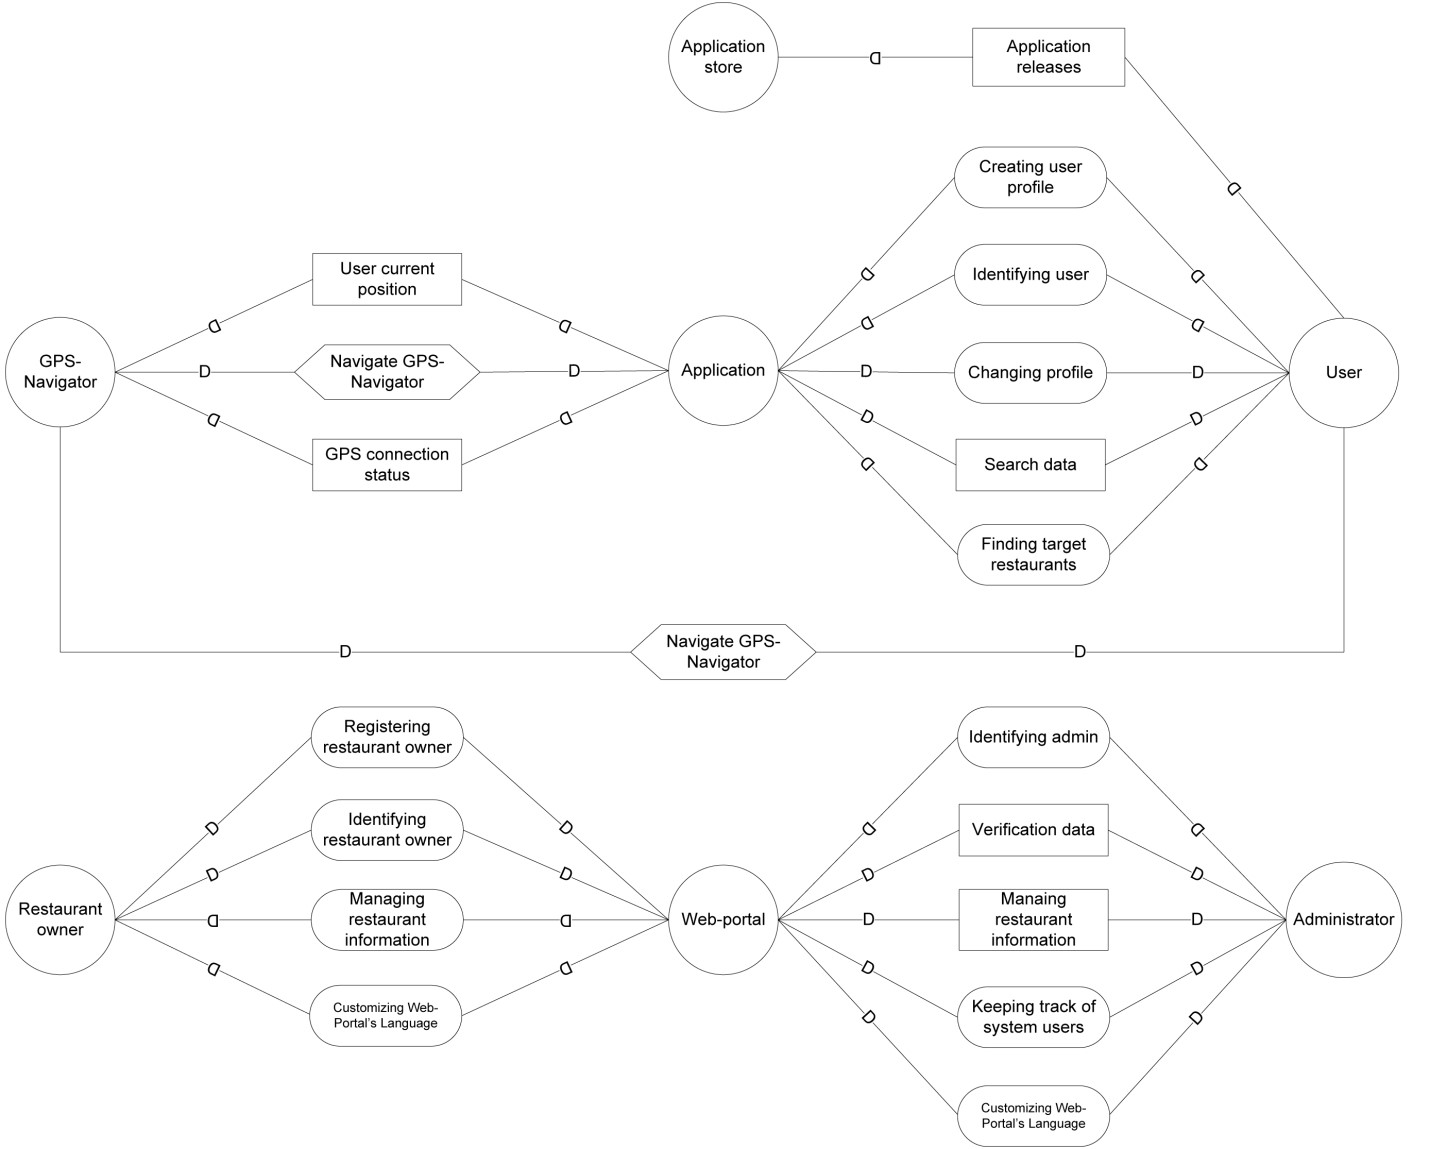 Application
store
D
Application
releases
D
Creating user
profile
D
D
Identifying user
D
D
Changing profile
D
D
Search data
D
D
Finding target
restaurants
D
D
User current
position
D
D
GPS-
Navigator
D
Navigate GPS-
Navigator
D
Application
User
GPS connection
status
D
D
D
Navigate GPS-
Navigator
D
Registering
restaurant owner
D
D
Identifying
restaurant owner
D
D
Restaurant
owner
D
Managing
restaurant
information
D
Web-portal
D
Customizing Web-
Portal's Language
D
Identifying admin
D
D
Verification data
D
D
D
Manaing
restaurant
information
D
Administrator
D
Keeping track of
system users
D
D
Customizing Web-
Portal's Language
D